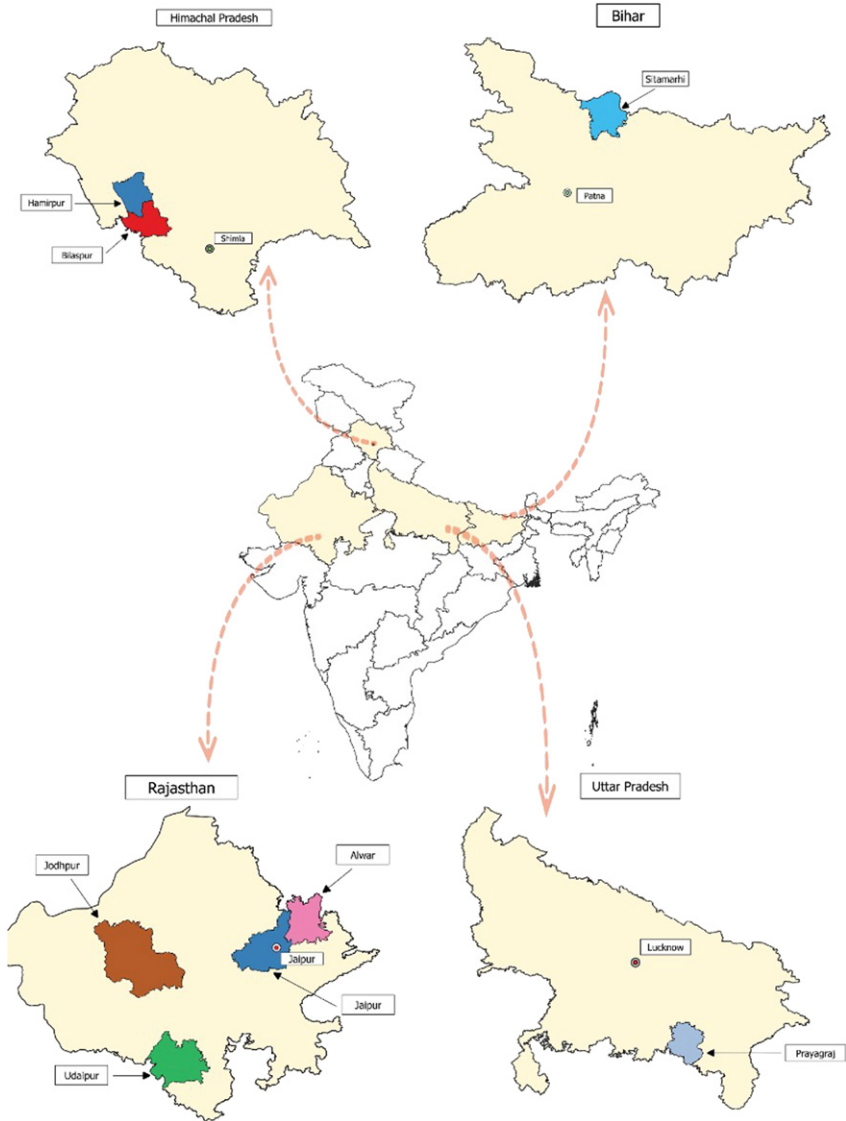 Himachal Pradesh
Bihar
Sitamarhi
Hamirpur
Patna
Shimla
Bilaspur
Rajasthan
Uttar Pradesh
Jodhpur
Alwar
Lucknow
Jaipur
Jaipur
Udaipur
Prayagraj